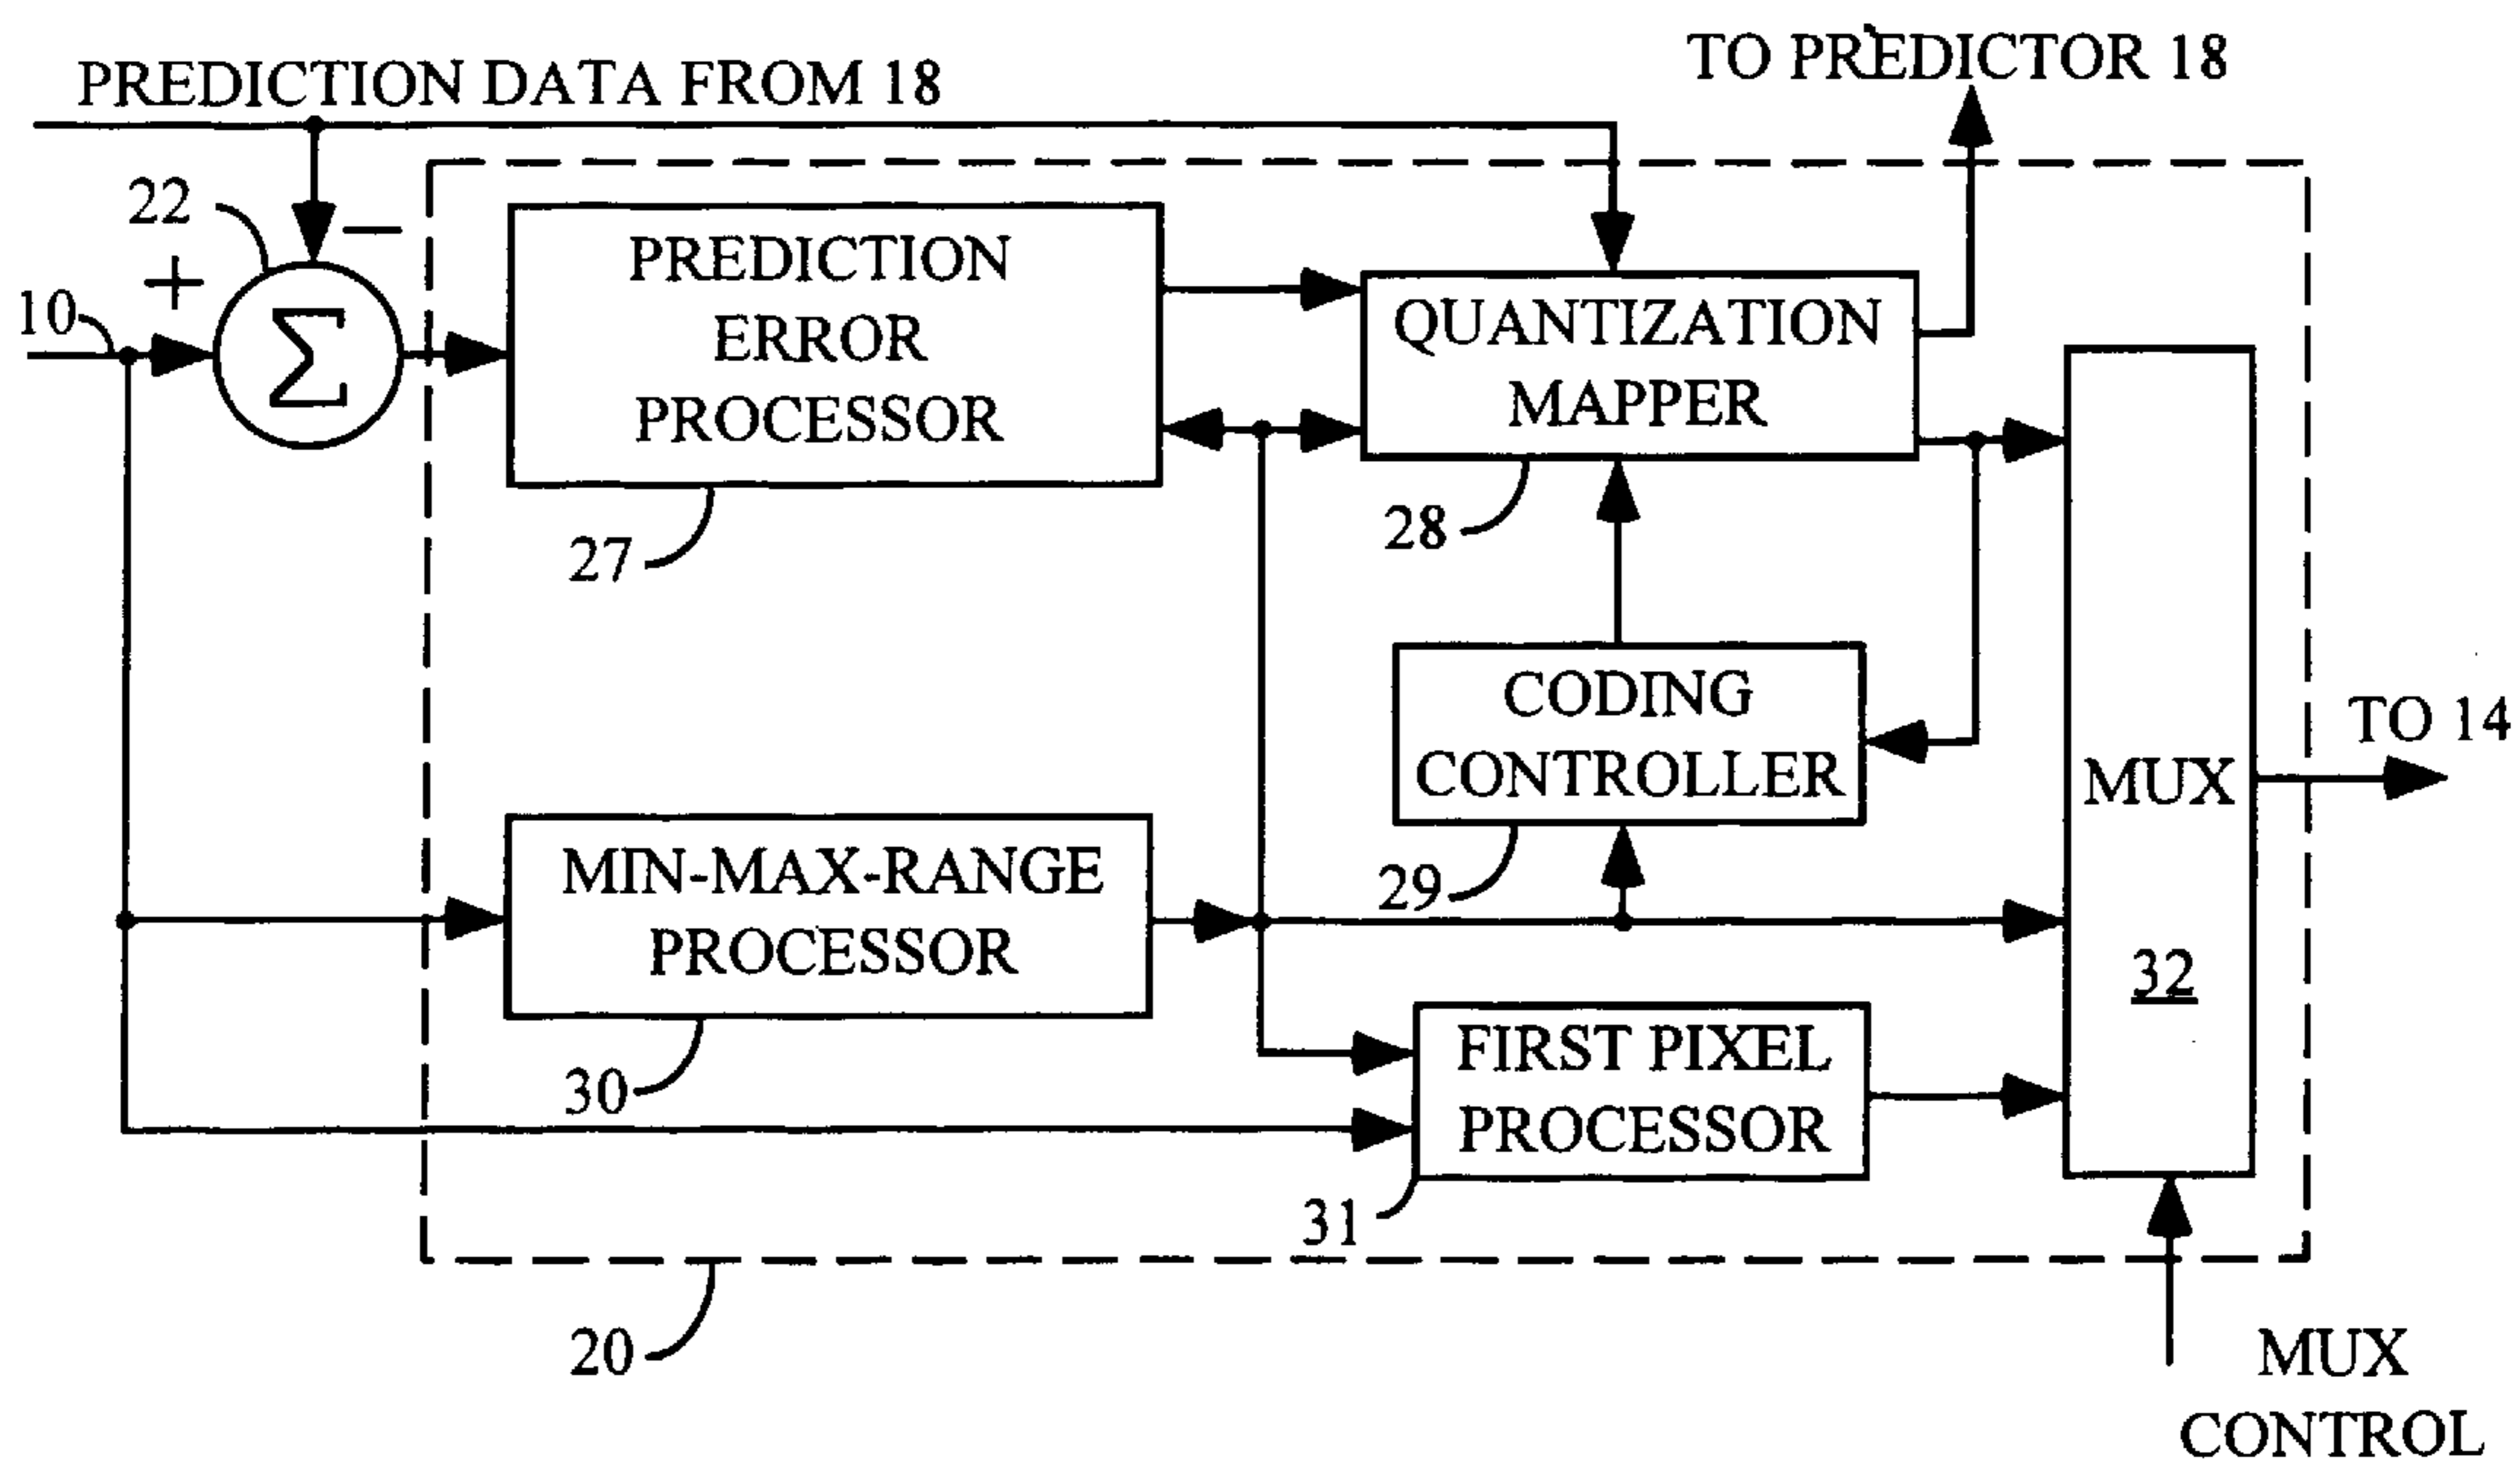 PREDICTION DATA FROM 18
TO PREDICTOR 18
22
+
−
10
Σ
PREDICTION
ERROR
PROCESSOR
27
QUANTIZATION
MAPPER
28
CODING
CONTROLLER
29
MIN-MAX-RANGE
PROCESSOR
30
FIRST PIXEL
PROCESSOR
31
MUX
32
TO 14
20
MUX
CONTROL